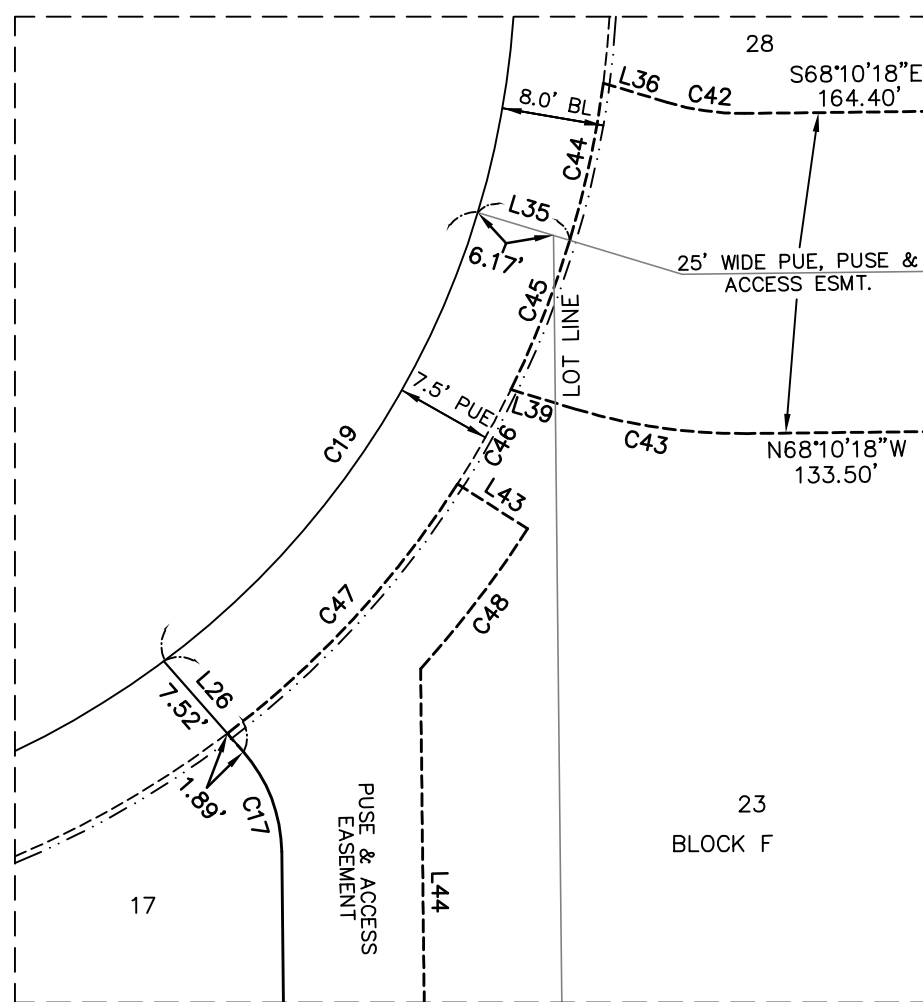 28
S68°10'18"E
164.40'
L36
C42
8.0' BL
C44
L35
6.17'
25' WIDE PUE, PUSE &
ACCESS ESMT.
C45
LOT LINE
7.5' PUE
L39
C46
C43
C19
N68°10'18"W
133.50'
L43
C47
C48
L26
7.52'
1.89'
C17
PUSE & ACCESS
EASEMENT
23
BLOCK F
L44
17